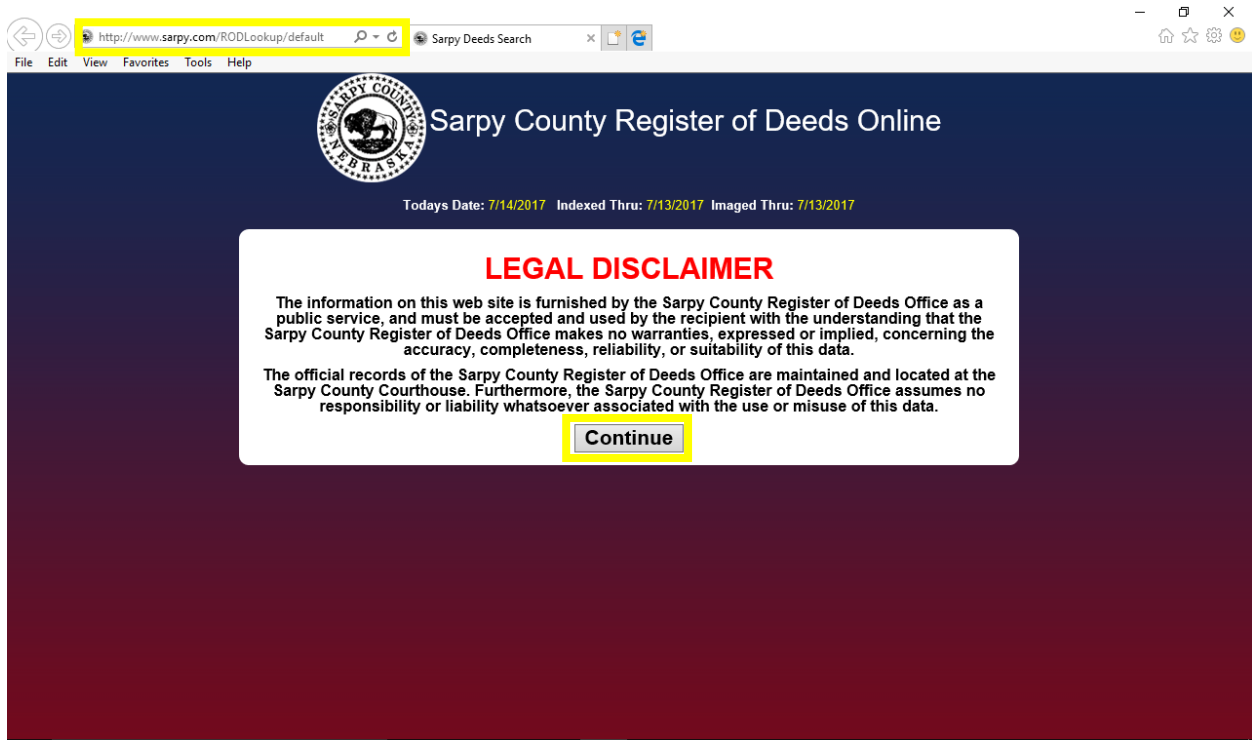 http://www.sarpy.com/RODLookup/default
Sarpy Deeds Search
File Edit View Favorites Tools Help
SARPY COUNTY
NEBRASKA
Sarpy County Register of Deeds Online
Todays Date: 7/14/2017 Indexed Thru: 7/13/2017 Imaged Thru: 7/13/2017
LEGAL DISCLAIMER
The information on this web site is furnished by the Sarpy County Register of Deeds Office as a
public service, and must be accepted and used by the recipient with the understanding that the
Sarpy County Register of Deeds Office makes no warranties, expressed or implied, concerning the
accuracy, completeness, reliability, or suitability of this data.
The official records of the Sarpy County Register of Deeds Office are maintained and located at the
Sarpy County Courthouse. Furthermore, the Sarpy County Register of Deeds Office assumes no
responsibility or liability whatsoever associated with the use or misuse of this data.
Continue